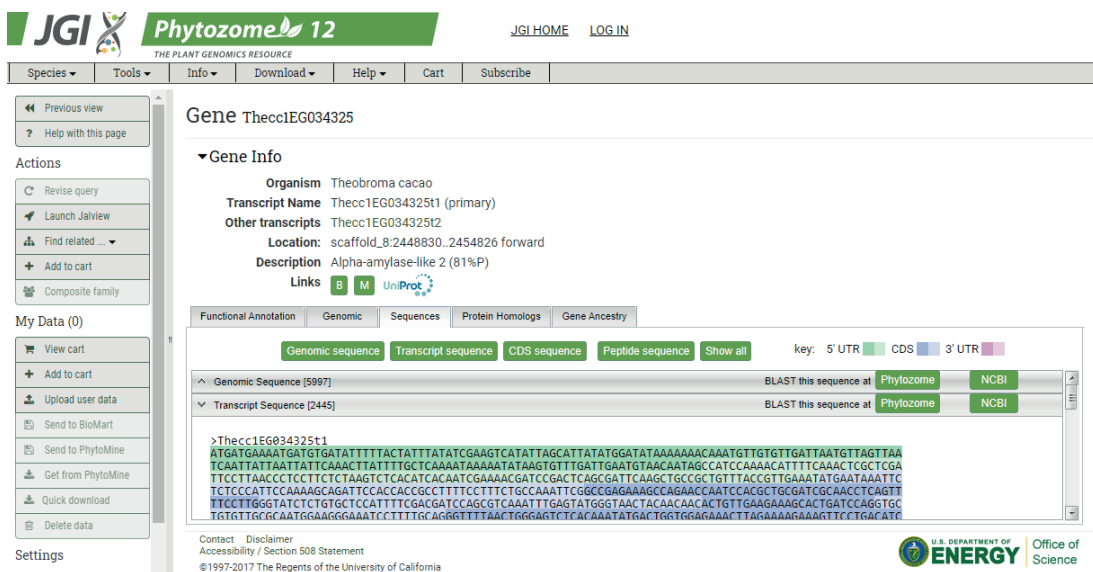 JGI
Phytozome 12
THE PLANT GENOMICS RESOURCE
JGI HOME LOG IN
Species Tools Info Download Help Cart Subscribe
Previous view
? Help with this page
Actions
Revise query
Launch Jalview
Find related ...
Add to cart
Composite family
My Data (0)
View cart
Add to cart
Upload user data
Send to BioMart
Send to PhytoMine
Get from PhytoMine
Quick download
Delete data
Settings
Gene Thecc1EG034325
Gene Info
Organism Theobroma cacao
Transcript Name Thecc1EG034325t1 (primary)
Other transcripts Thecc1EG034325t2
Location: scaffold_8:2448830..2454826 forward
Description Alpha-amylase-like 2 (81%P)
Links B M UniProt
Functional Annotation Genomic Sequences Protein Homologs Gene Ancestry
Genomic sequence Transcript sequence CDS sequence Peptide sequence Show all key: 5' UTR CDS 3' UTR
Genomic Sequence [5997] BLAST this sequence at Phytozome NCBI
Transcript Sequence [2445] BLAST this sequence at Phytozome NCBI
>Thecc1EG034325t1
ATGATGAAAATGATGTGATATTTTTACTATTTATATCGAAGTCATATTAGCATTATATGGATATAAAAAAAACAAATGTTGTGTTGATTAATGTTAGTTAA
TCAATTATTAATTATTCAAACTTATTTTGCTCAAAATAAAAATATAAGTGTTTGATTGAATGTAACAATAGCCATCCAAAACATTTTCAAACTCGCTCGA
TTCCTTAACCCTCCTTCTCTAAGTCTCACATCACAATCGAAAACGATCCGACTCAGCGATTCAAGCTGCCGCTGTTTACCGTTGAAATATGAATAAATTC
TCTCCCATTCCAAAAGCAGATTCCACCACCGCCTTTTCCTTTCTGCCAAATTCGGCCGAGAAAGCCAGAACCAATCCACGCTGCGATCGCAACCTCAGTT
TTCCTTGGGTATCTCTGTGCTCCATTTTCGACGATCCAGCGTCAAATTTGAGTATGGGTAACTACAACAACACTGTTGAAGAAAGCACTGATCCAGGTGC
TGTGTTGCGCAATGGAAGGGAAATCCTTTTGCAGGGTTTTAACTGGGAGTCTCACAAATATGACTGGTGGAGAAACTTAGAAAAGAAAGTTCCTGACATC
Contact Disclaimer
Accessibility / Section 508 Statement
©1997-2017 The Regents of the University of California
U.S. DEPARTMENT OF
ENERGY
Office of
Science